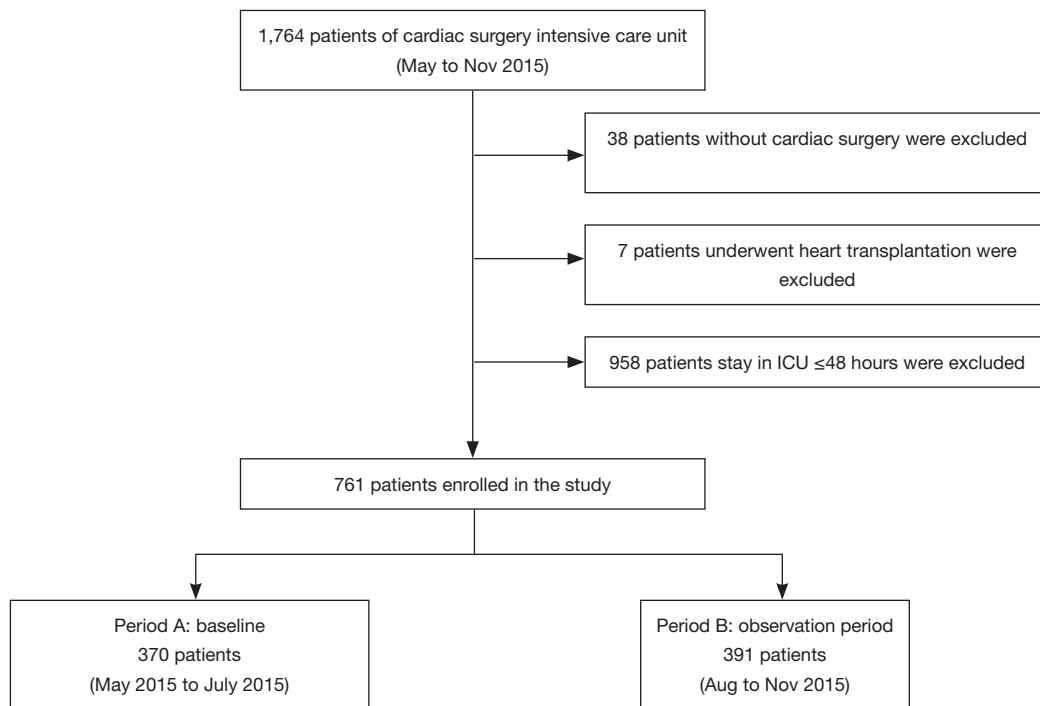 1,764 patients of cardiac surgery intensive care unit
(May to Nov 2015)
38 patients without cardiac surgery were excluded
7 patients underwent heart transplantation were
excluded
958 patients stay in ICU ≤48 hours were excluded
761 patients enrolled in the study
Period A: baseline
370 patients
(May 2015 to July 2015)
Period B: observation period
391 patients
(Aug to Nov 2015)